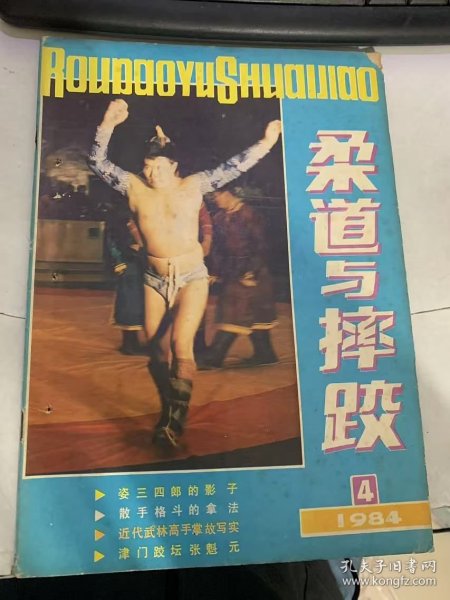 RouDaoYuShuaiJiao
柔道与摔跤
4
1984
姿三四郎的影子
散手格斗的拿法
近代武林高手掌故写实
津门跤坛张魁元
孔夫子旧书网
www.kongfz.com